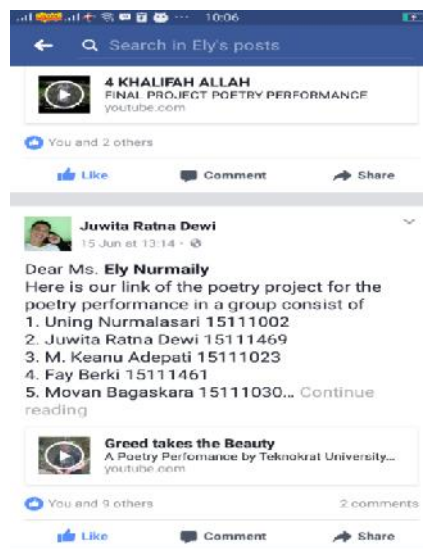 10:06
Search in Ely's posts
4 KHALIFAH ALLAH
FINAL PROJECT POETRY PERFORMANCE
youtube.com
You and 2 others
Like Comment Share
Juwita Ratna Dewi
15 Jun at 13:14 ·
Dear Ms. Ely Nurmaily
Here is our link of the poetry project for the
poetry performance in a group consist of
1. Uning Nurmalasari 15111002
2. Juwita Ratna Dewi 15111469
3. M. Keanu Adepati 15111023
4. Fay Berki 15111461
5. Movan Bagaskara 15111030... Continue
reading
Greed takes the Beauty
A Poetry Perfomance by Teknokrat University...
youtube.com
You and 9 others 2 comments
Like Comment Share